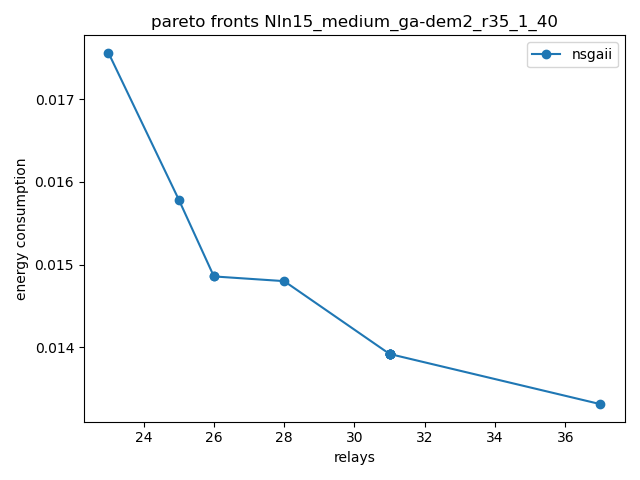 pareto fronts NIn15_medium_ga-dem2_r35_1_40
nsgaii
0.017
0.016
0.015
0.014
energy consumption
24 26 28 30 32 34 36
relays